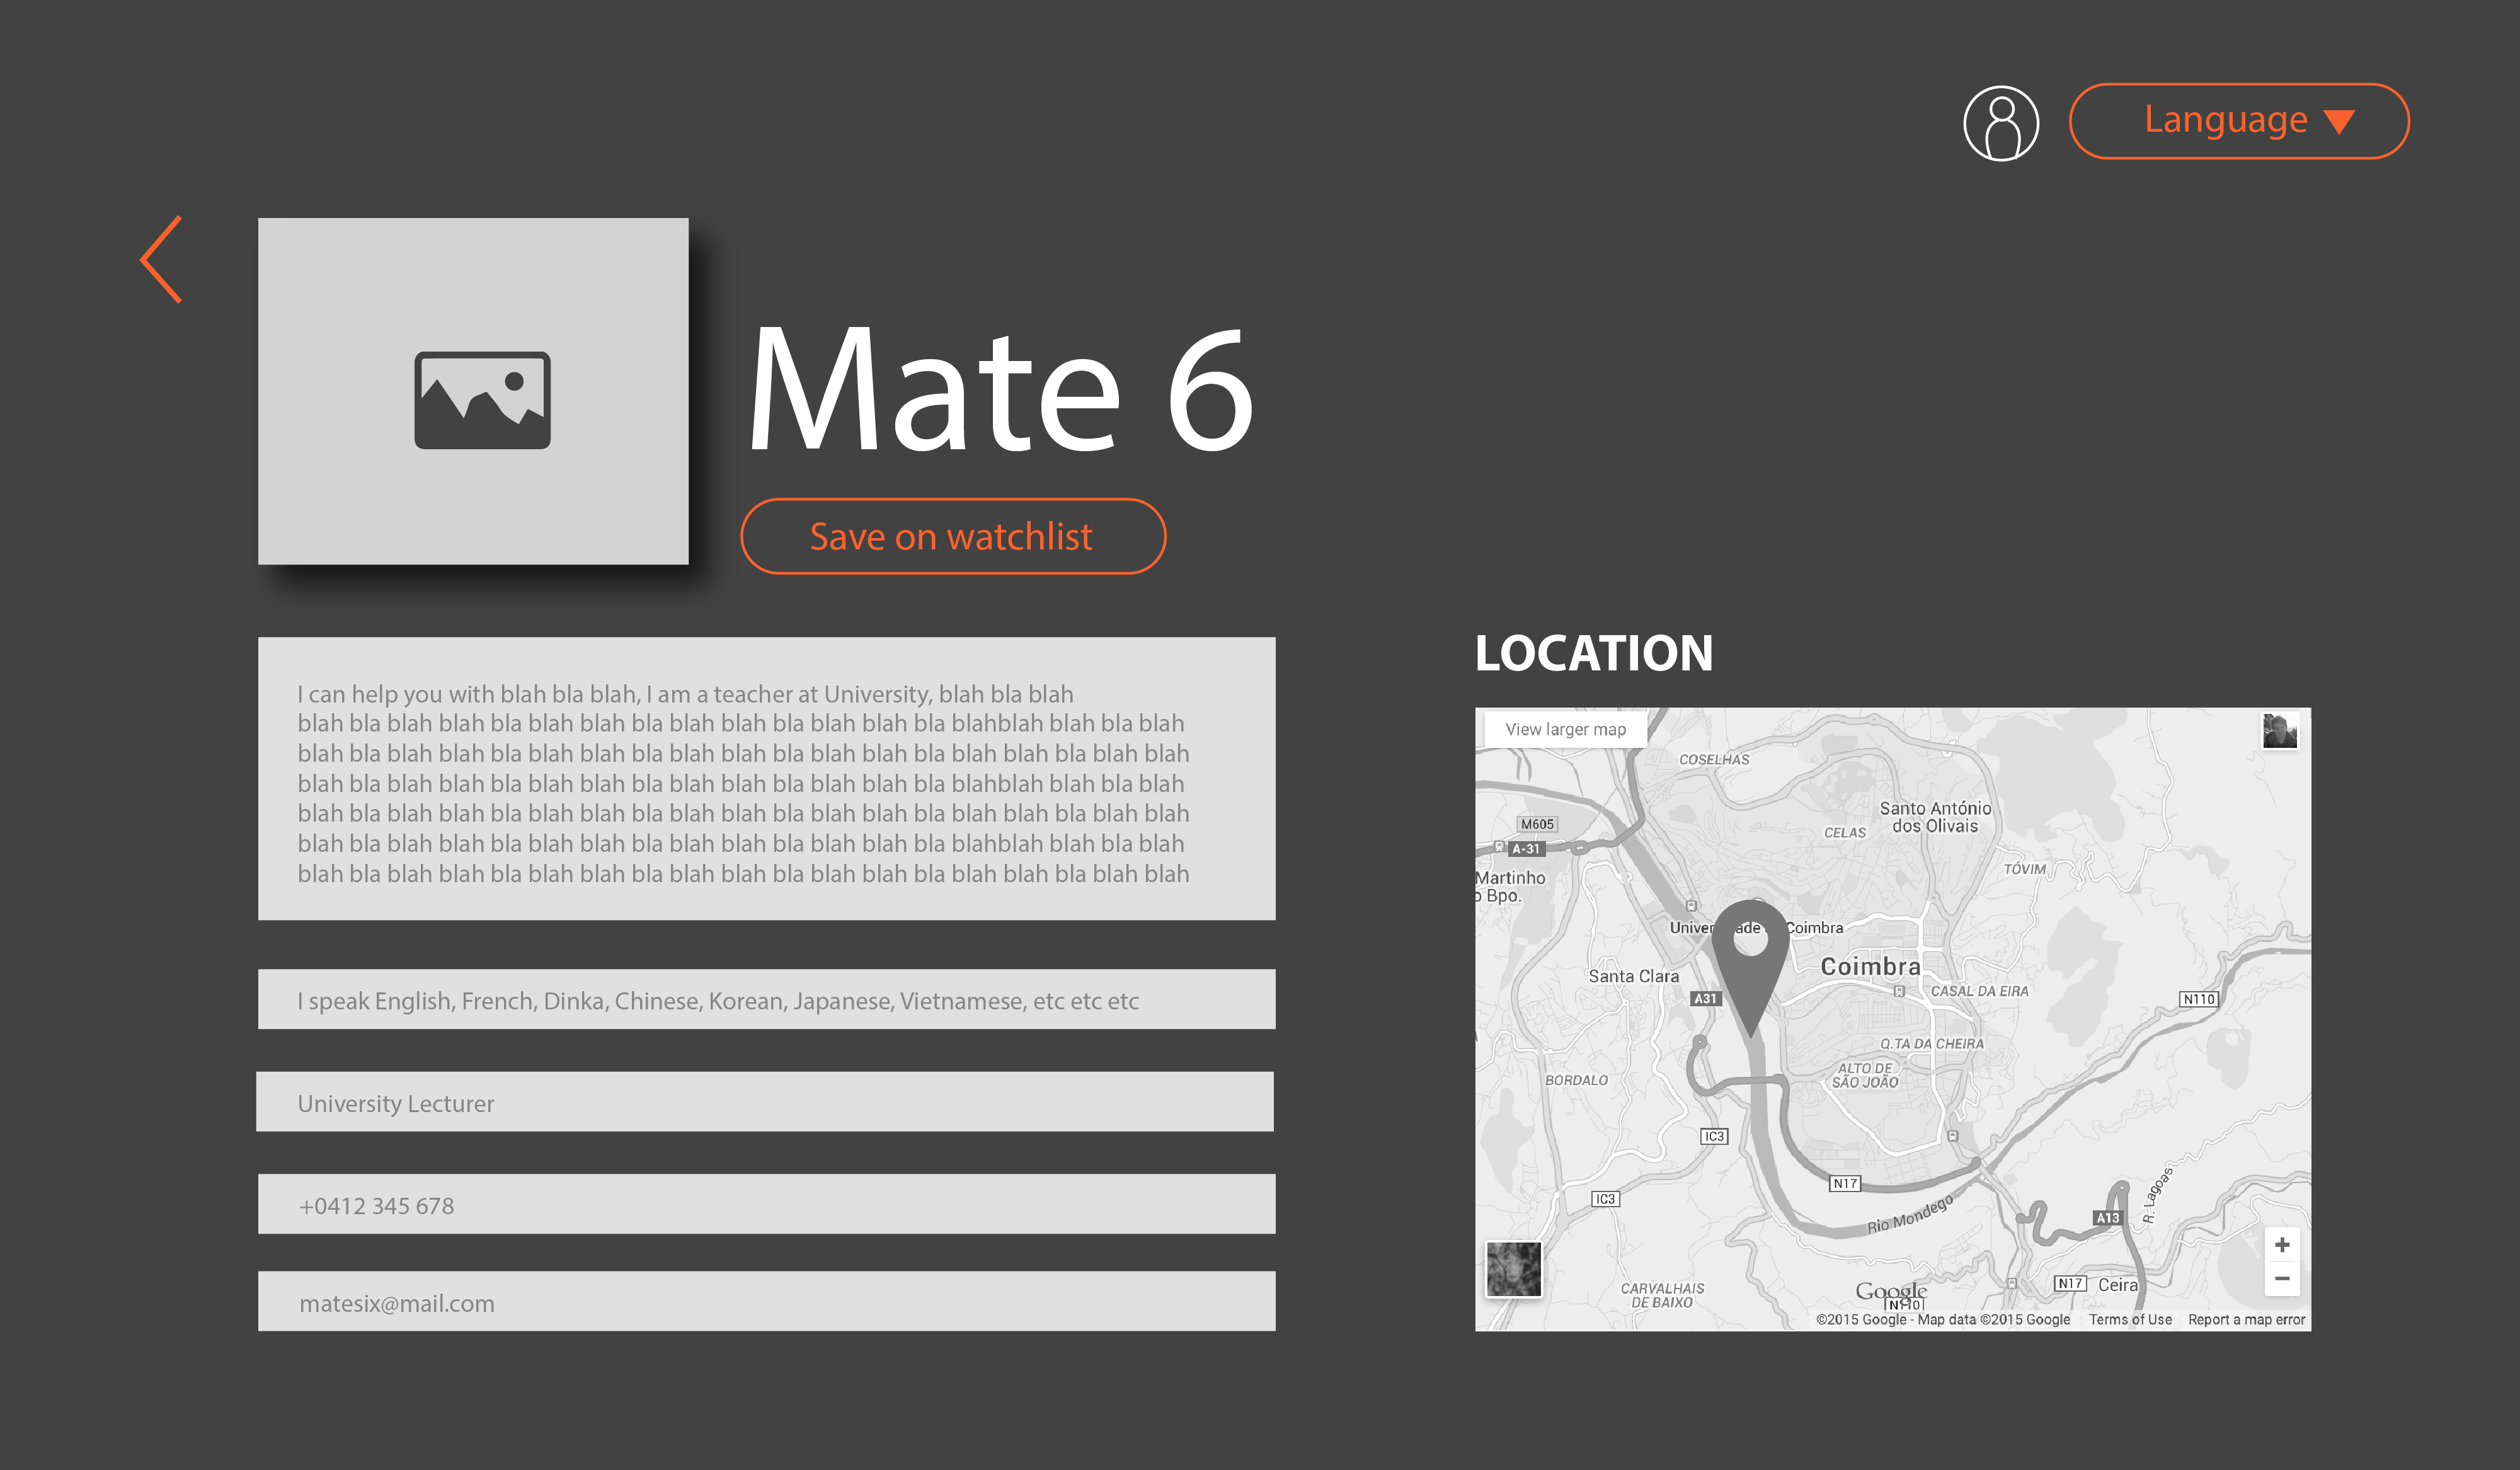 Language
Mate 6
Save on watchlist
I can help you with blah bla blah, I am a teacher at University, blah bla blah
blah bla blah blah bla blah blah bla blah blah bla blah blah bla blahblah blah bla blah
blah bla blah blah bla blah blah bla blah blah bla blah blah bla blah blah bla blah blah
blah bla blah blah bla blah blah bla blah blah bla blah blah bla blahblah blah bla blah
blah bla blah blah bla blah blah bla blah blah bla blah blah bla blah blah bla blah blah
blah bla blah blah bla blah blah bla blah blah bla blah blah bla blahblah blah bla blah
blah bla blah blah bla blah blah bla blah blah bla blah blah bla blah blah bla blah blah
I speak English, French, Dinka, Chinese, Korean, Japanese, Vietnamese, etc etc etc
University Lecturer
+0412 345 678
matesix@mail.com
LOCATION
View larger map
COSELHAS
Santo António
dos Olivais
M605
CELAS
A-31
TÓVIM
Martinho
Bpo.
Coimbra
Coimbra
Santa Clara
A31
CASAL DA EIRA
N110
Q.TA DA CHEIRA
BORDALO
ALTO DE
SÃO JOÃO
IC3
N17
IC3
Rio Mondego
R. Lagoas
A13
CARVALHAIS
DE BAIXO
Google
N110
N17
Ceira
+
−
©2015 Google - Map data ©2015 Google Terms of Use Report a map error